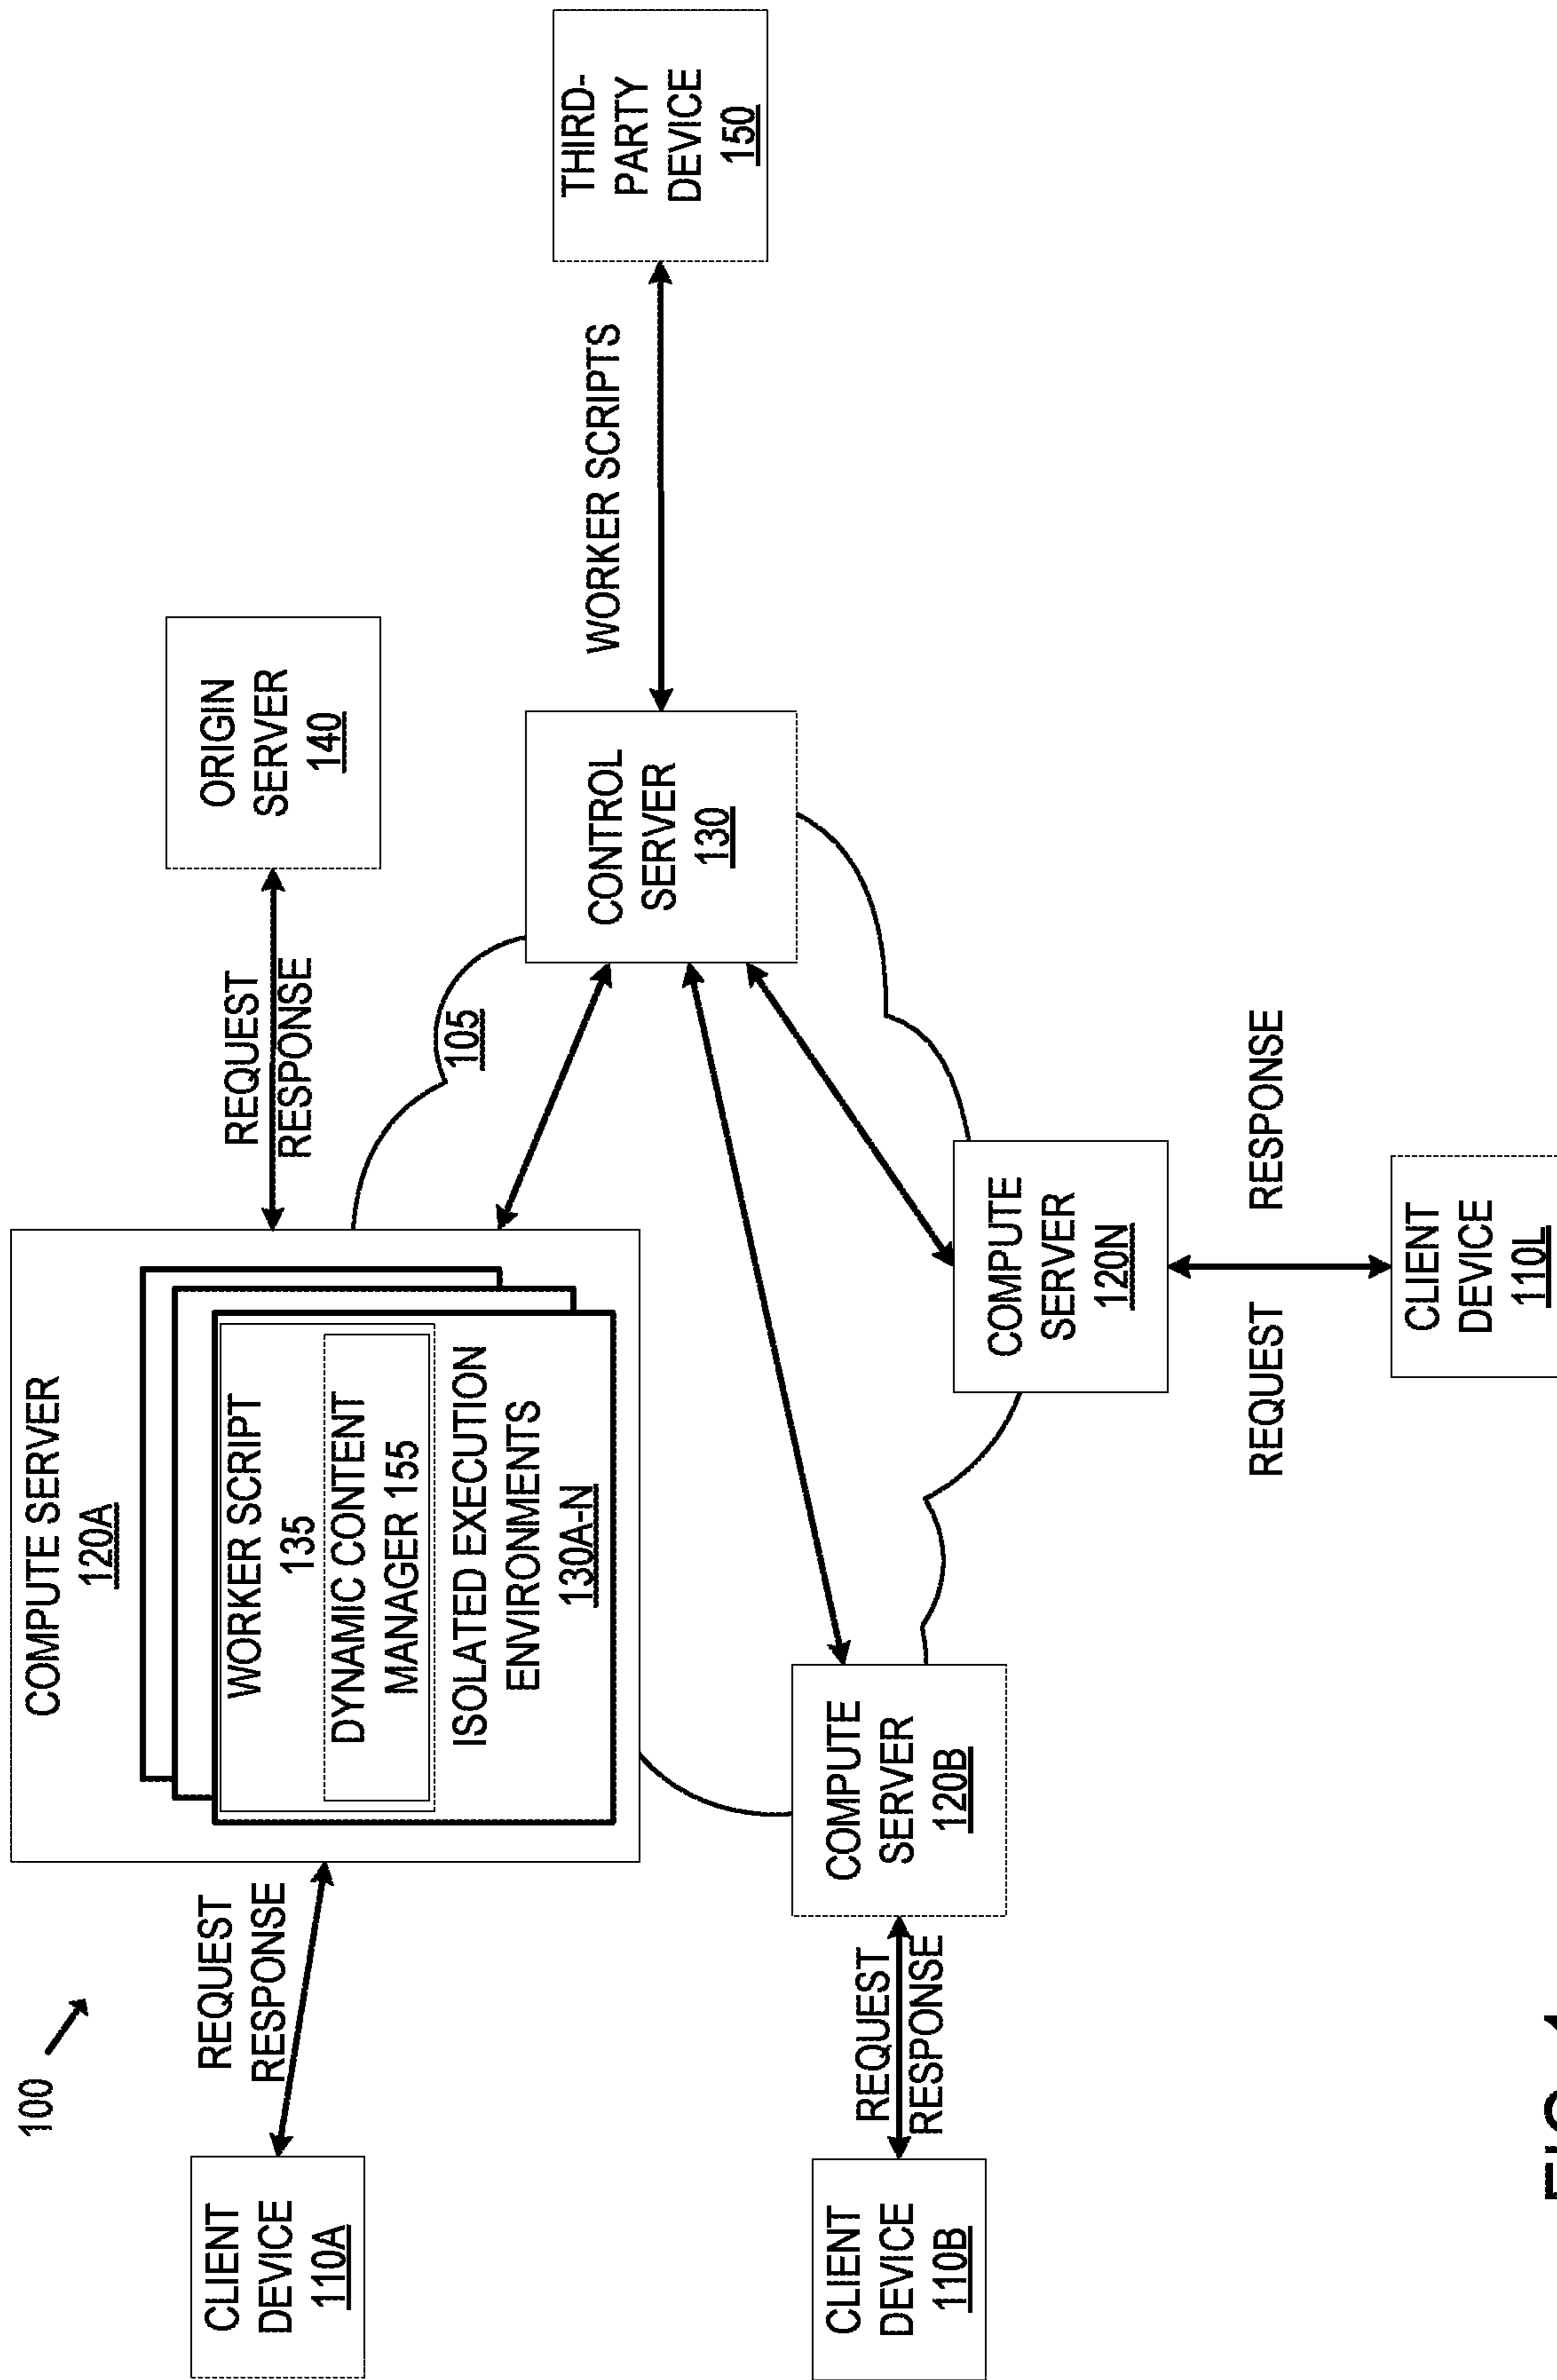 100
CLIENT
DEVICE
110A
REQUEST
RESPONSE
COMPUTE SERVER
120A
WORKER SCRIPT
135
DYNAMIC CONTENT
MANAGER 155
ISOLATED EXECUTION
ENVIRONMENTS
130A-N
REQUEST
RESPONSE
ORIGIN
SERVER
140
105
CLIENT
DEVICE
110B
REQUEST
RESPONSE
COMPUTE
SERVER
120B
CONTROL
SERVER
130
WORKER SCRIPTS
THIRD-
PARTY
DEVICE
150
COMPUTE
SERVER
120N
REQUEST
RESPONSE
CLIENT
DEVICE
110L
FIG. 1